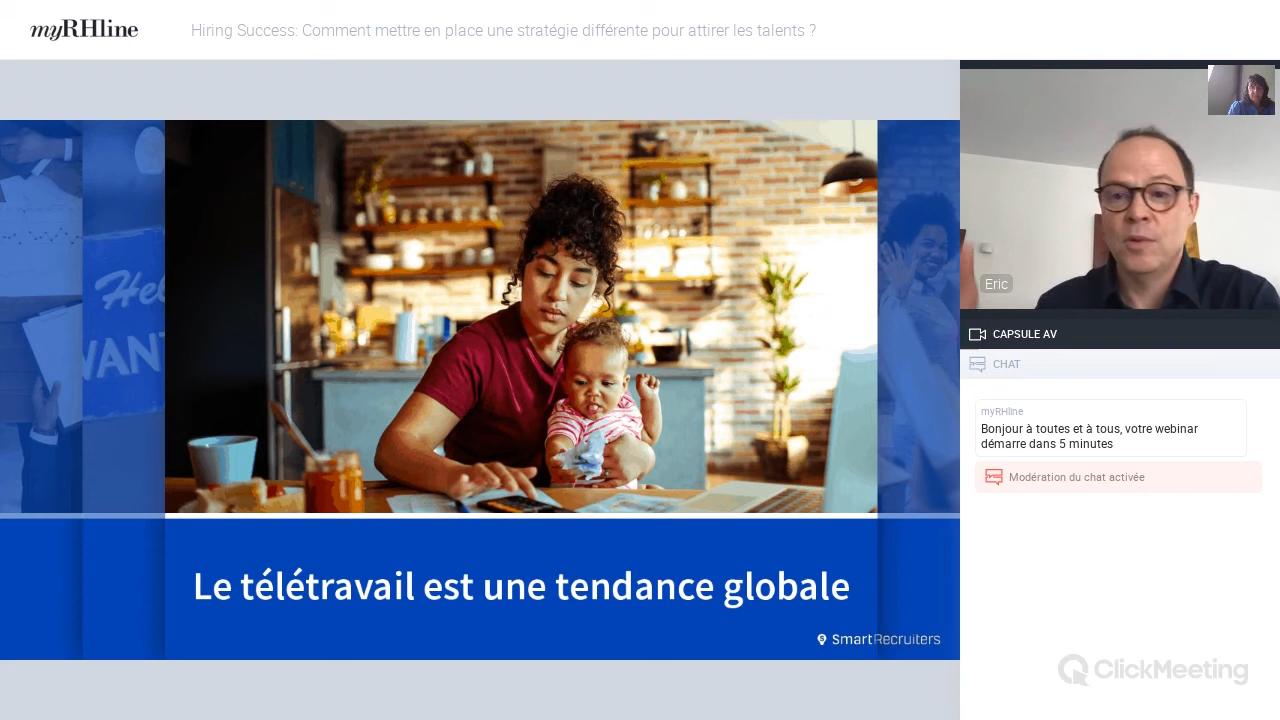 myRHline
Hiring Success: Comment mettre en place une stratégie différente pour attirer les talents ?
WANT
Le télétravail est une tendance globale
SmartRecruiters
Eric
CAPSULE AV
CHAT
myRHline
Bonjour à toutes et à tous, votre webinar
démarre dans 5 minutes
Modération du chat activée
ClickMeeting